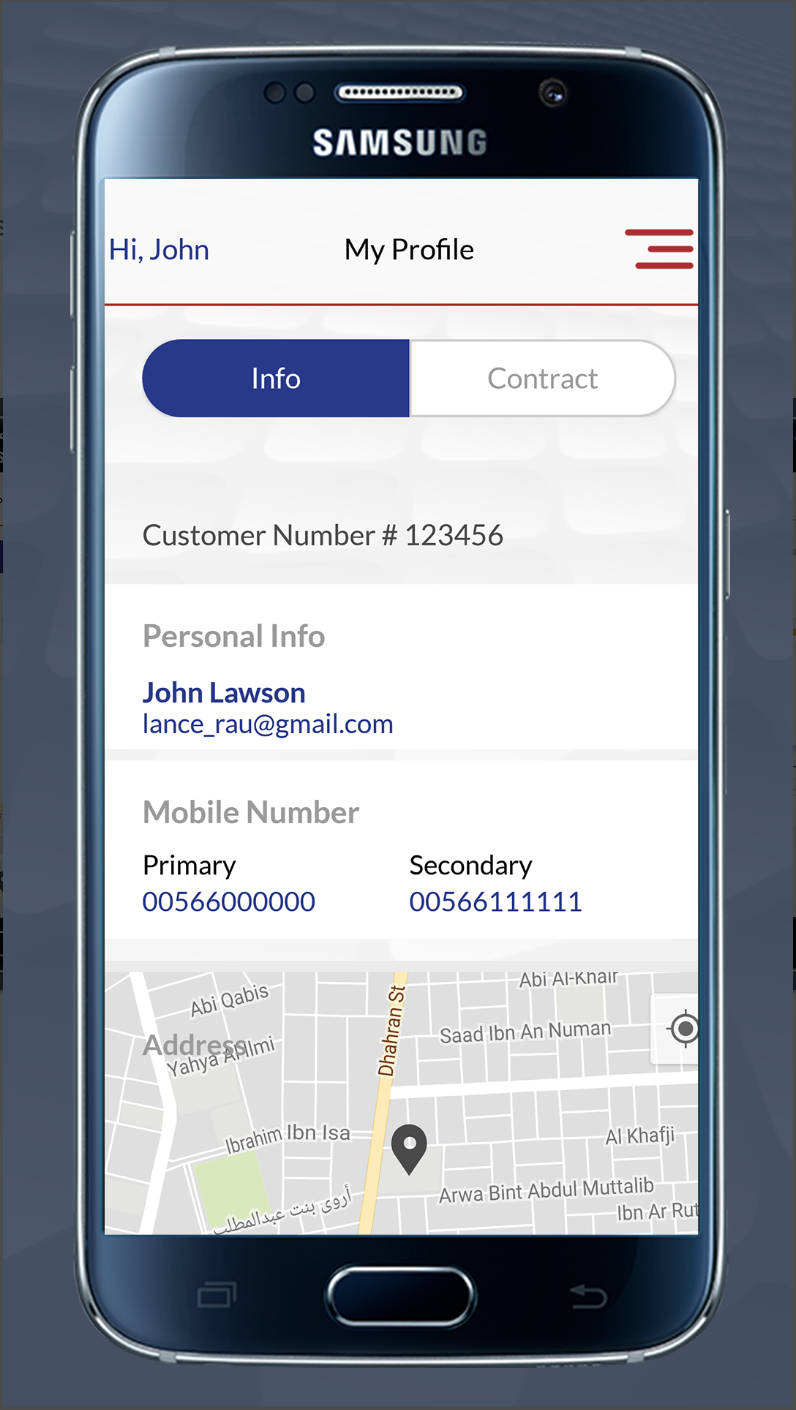 SAMSUNG
Hi, John
My Profile
Info
Contract
Customer Number # 123456
Personal Info
John Lawson
lance_rau@gmail.com
Mobile Number
Primary
Secondary
00566000000
00566111111
Abi Al-Khair
Abi Qabis
Dhahran St
Saad Ibn An Numan
Address
Yahya Al Ilmi
Ibrahim Ibn Isa
Al Khafji
Arwa Bint Abdul Muttalib
أروى بنت عبدالمطلب
Ibn Ar Rut